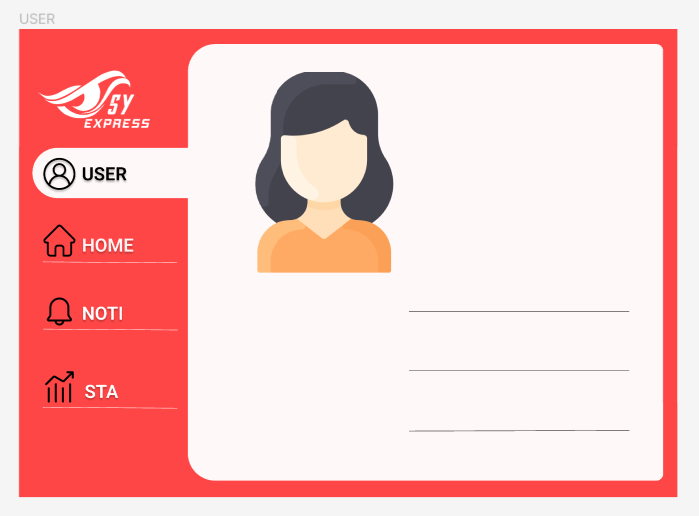 USER
SY
EXPRESS
USER
HOME
NOTI
STA